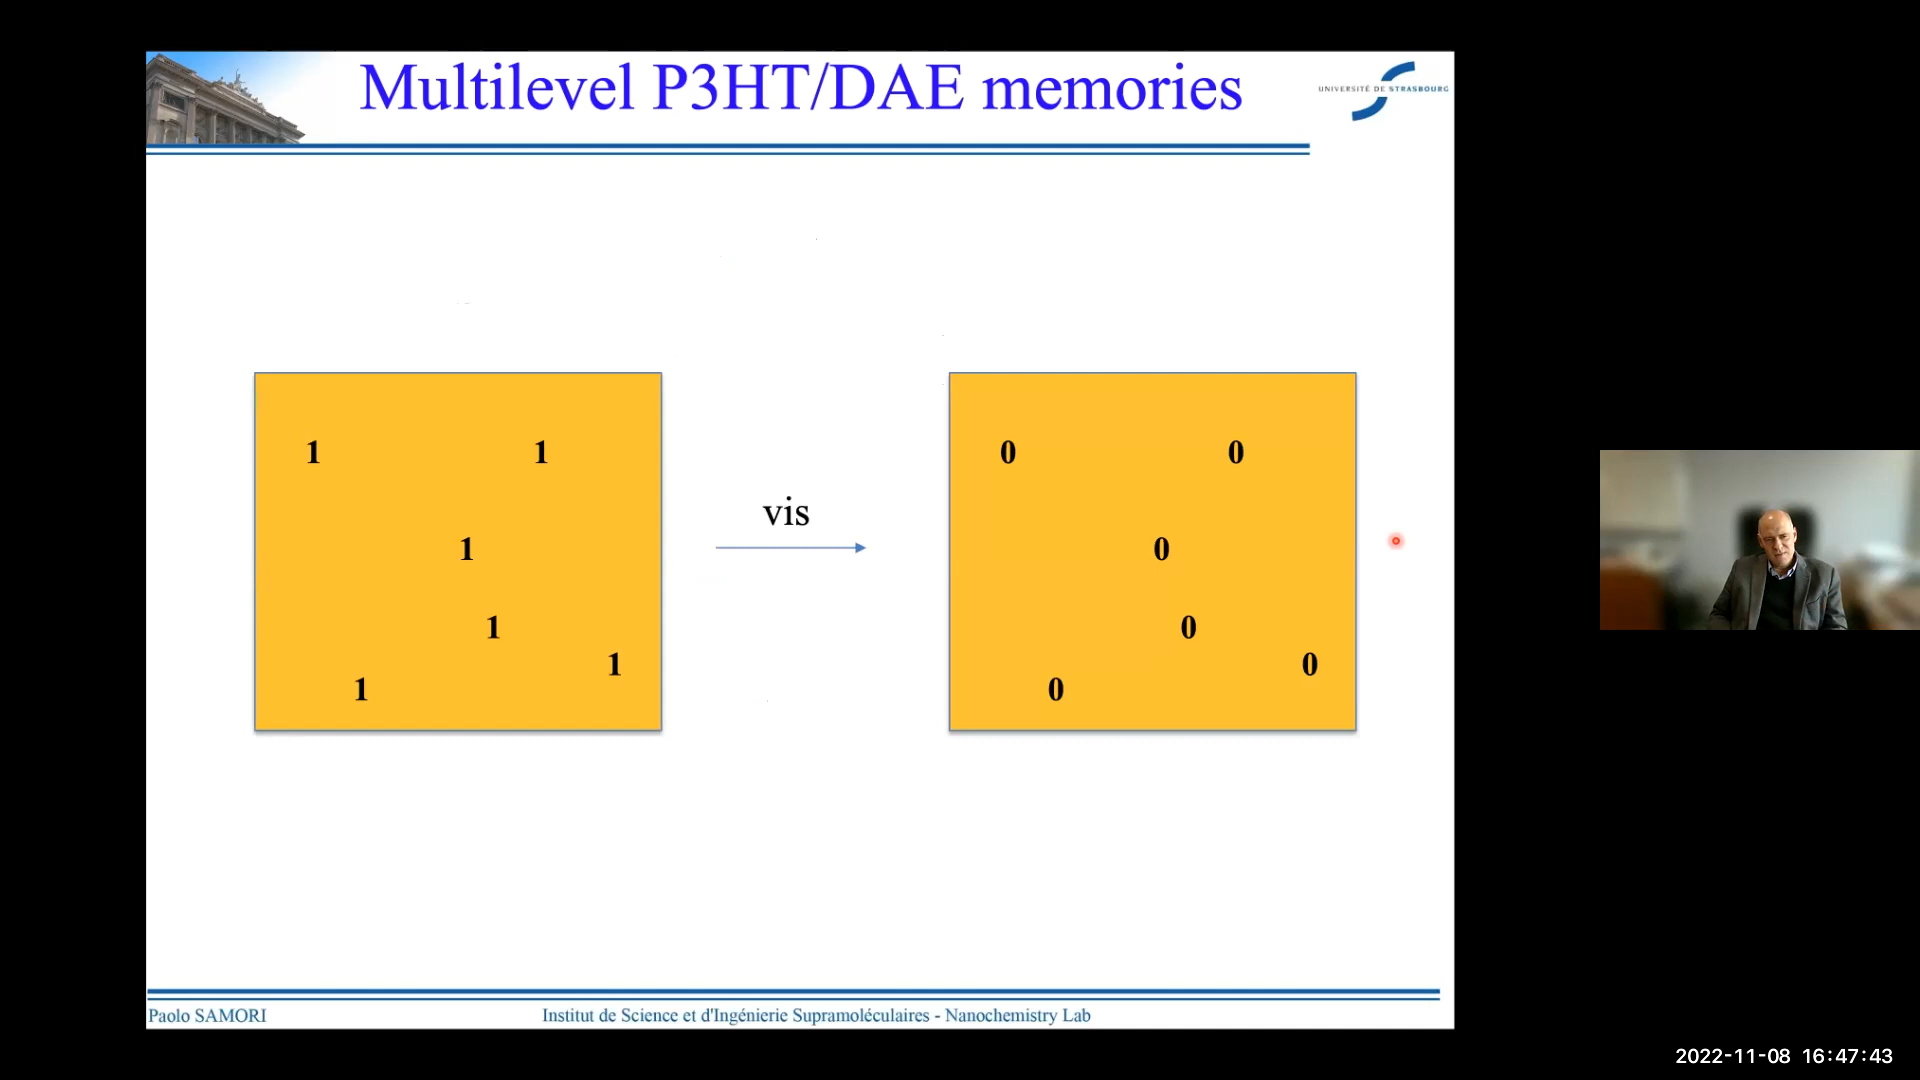 Multilevel P3HT/DAE memories
UNIVERSITÉ DE STRASBOURG
1 1
1
1
1
1
vis
0 0
0
0
0
0
Paolo SAMORI
Institut de Science et d'Ingénierie Supramoléculaires - Nanochemistry Lab
2022-11-08 16:47:43